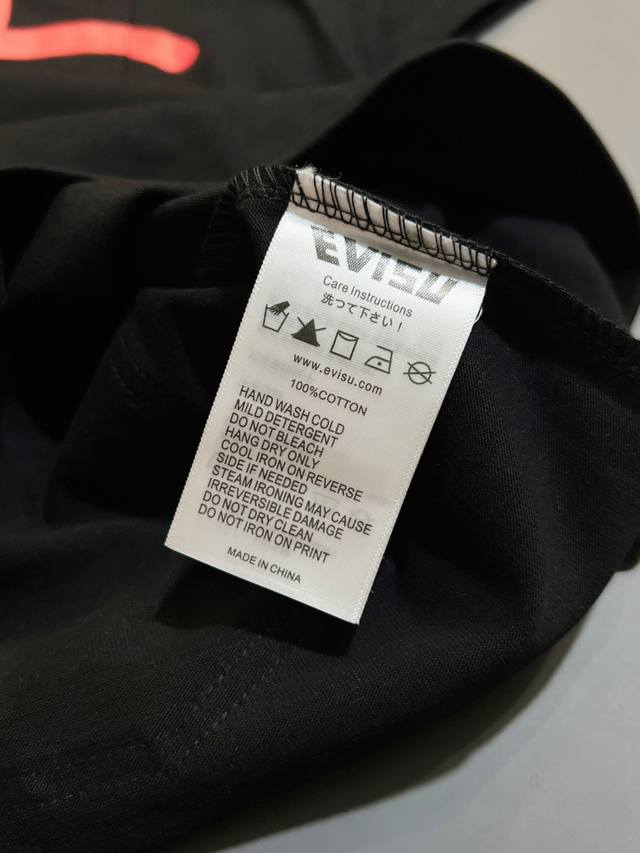 EVISU
Care Instructions
洗って下さい！
www.evisu.com
100%COTTON
HAND WASH COLD
MILD DETERGENT
DO NOT BLEACH
HANG DRY ONLY
COOL IRON ON REVERSE
SIDE IF NEEDED
STEAM IRONING MAY CAUSE
IRREVERSIBLE DAMAGE
DO NOT DRY CLEAN
DO NOT IRON ON PRINT
MADE IN CHINA